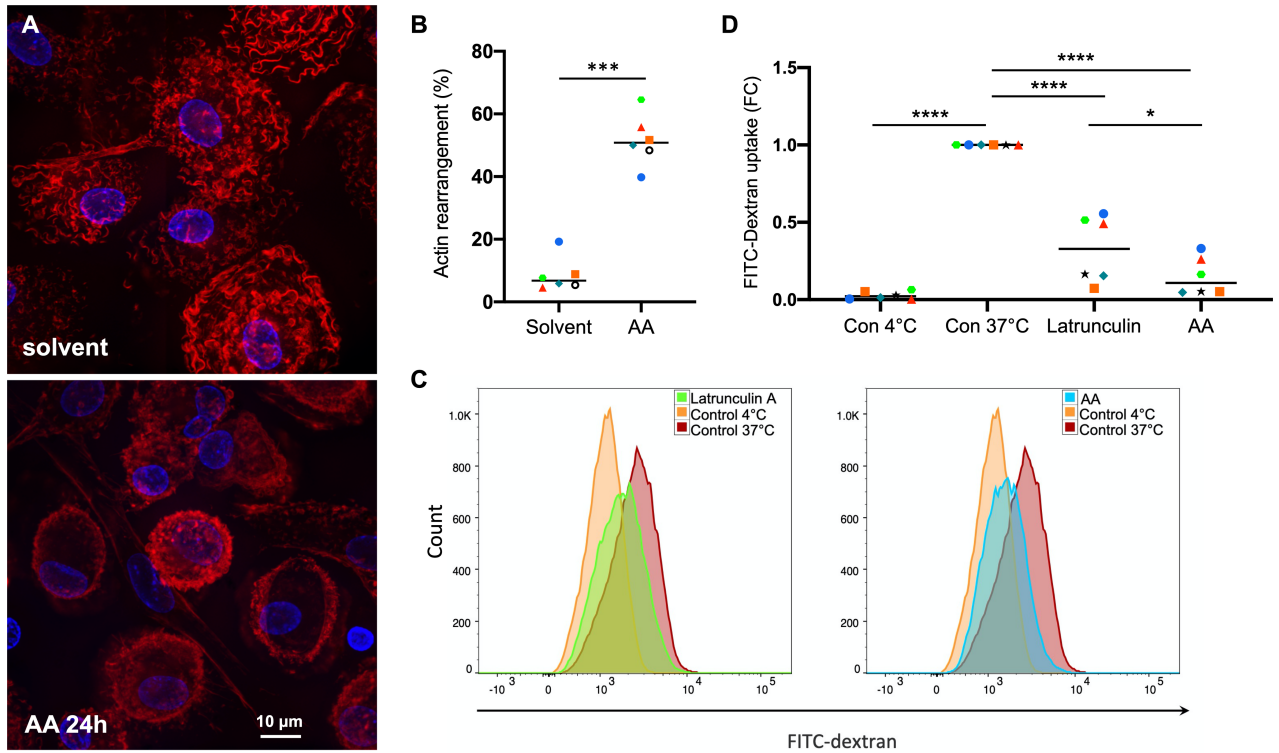 A
solvent
AA 24h
10 µm
B
Actin rearrangement (%)
80
60
40
20
0
***
Solvent
AA
D
FITC-Dextran uptake (FC)
1.5
1.0
0.5
0.0
****
****
****
*
Con 4°C
Con 37°C
Latrunculin
AA
C
Count
1.0K
800
600
400
200
0
Latrunculin A
Control 4°C
Control 37°C
-10 3
0
10 3
10 4
10 5
1.0K
800
600
400
200
0
AA
Control 4°C
Control 37°C
-10 3
0
10 3
10 4
10 5
FITC-dextran